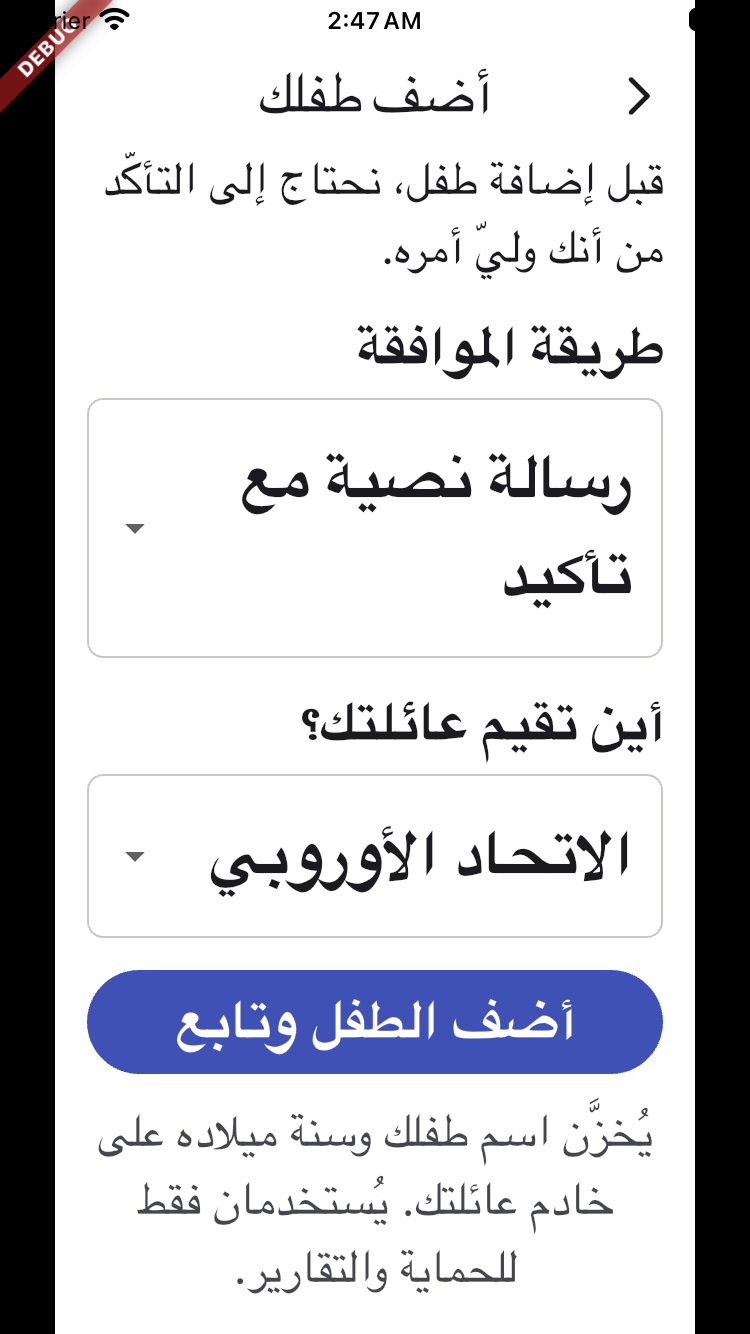 rier 2:47 AM
DEBUG
أضف طفلك
قبل إضافة طفل، نحتاج إلى التأكّد
من أنك وليّ أمره.
طريقة الموافقة
رسالة نصية مع
تأكيد
أين تقيم عائلتك؟
الاتحاد الأوروبي
أضف الطفل وتابع
يُخزَّن اسم طفلك وسنة ميلاده على
خادم عائلتك. يُستخدمان فقط
للحماية والتقارير.